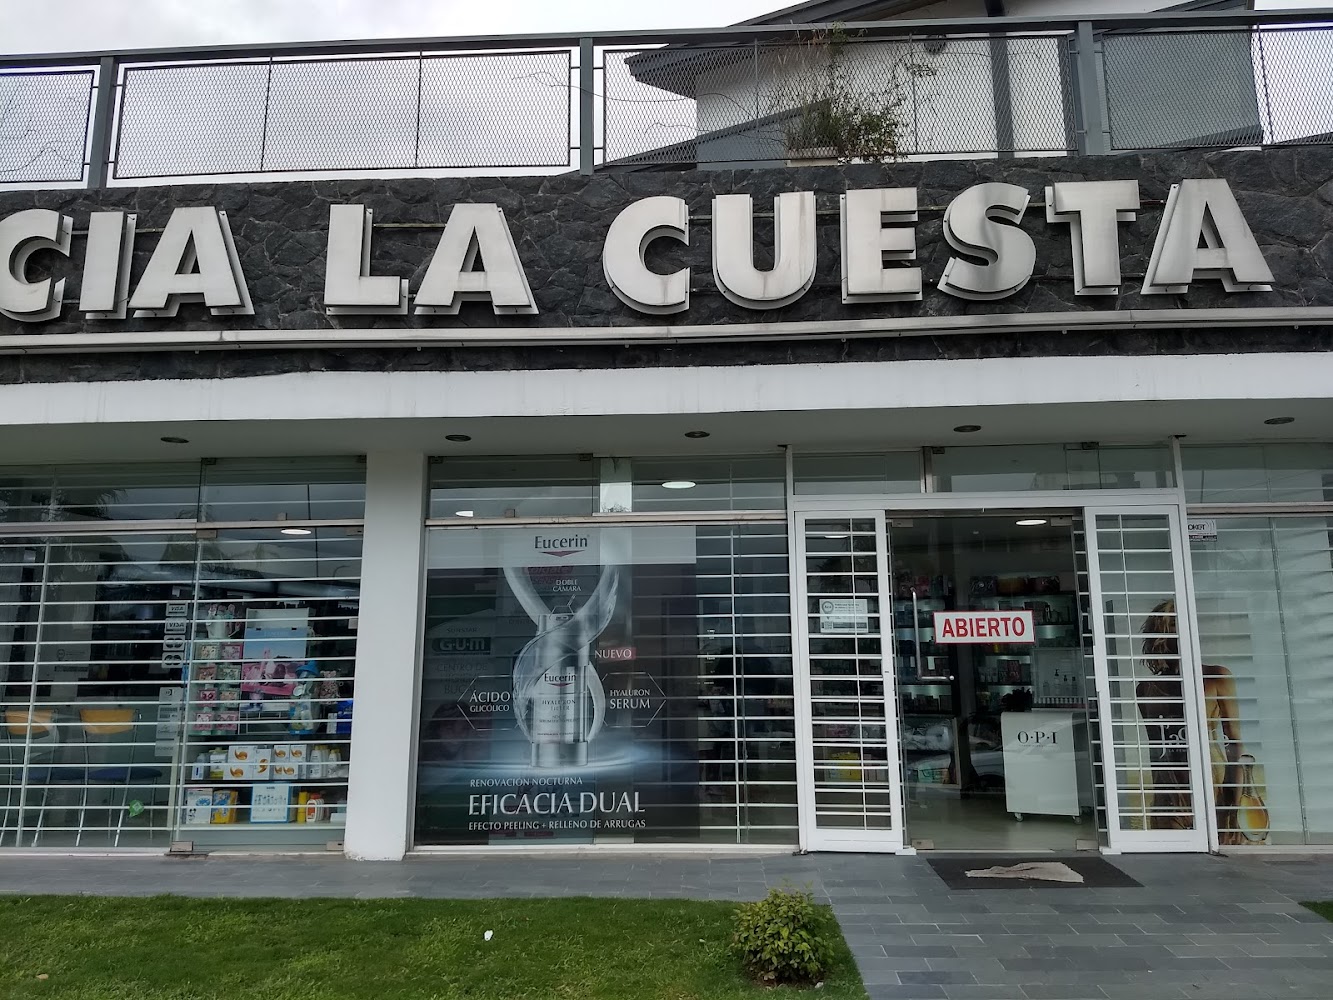 CIA LA CUESTA
Eucerin
DOBLE
CÁMARA
GUM
NUEVO
Eucerin
ÁCIDO
GLICÓLICO
HYALURON
SERUM
RENOVACIÓN NOCTURNA
EFICACIA DUAL
EFECTO PEELING + RELLENO DE ARRUGAS
ABIERTO
O·P·I